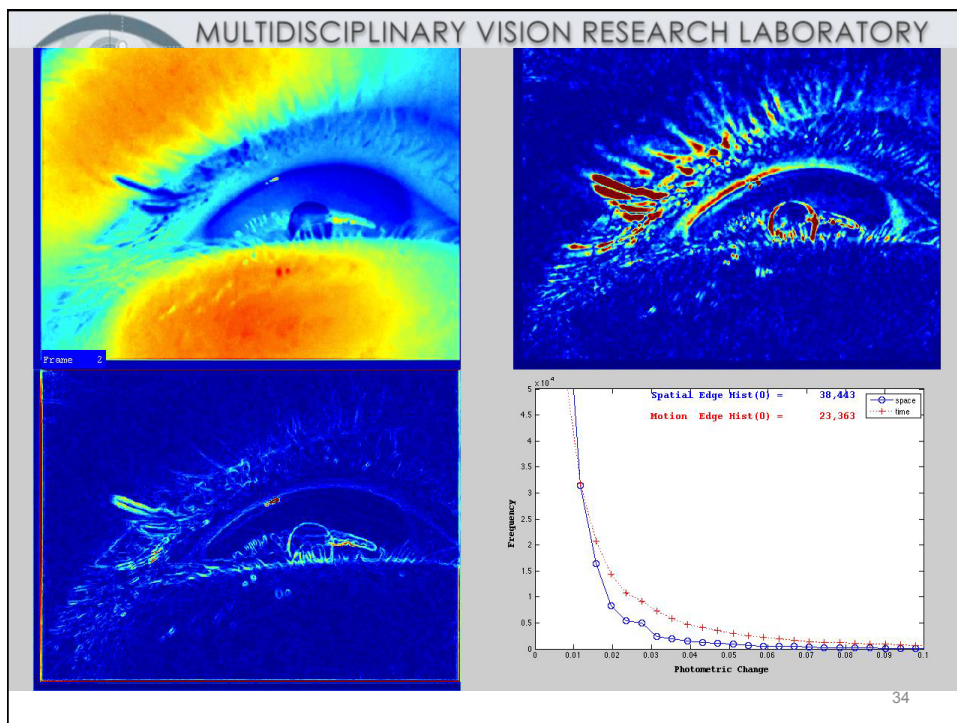 MULTIDISCIPLINARY VISION RESEARCH LABORATORY
Frame 2
5 x 10^4
Spatial Edge Hist(0) = 38,443
Motion Edge Hist(0) = 23,363
space
time
4.5
4
3.5
3
2.5
2
1.5
1
0.5
0
Frequency
0 0.01 0.02 0.03 0.04 0.05 0.06 0.07 0.08 0.09 0.1
Photometric Change
34